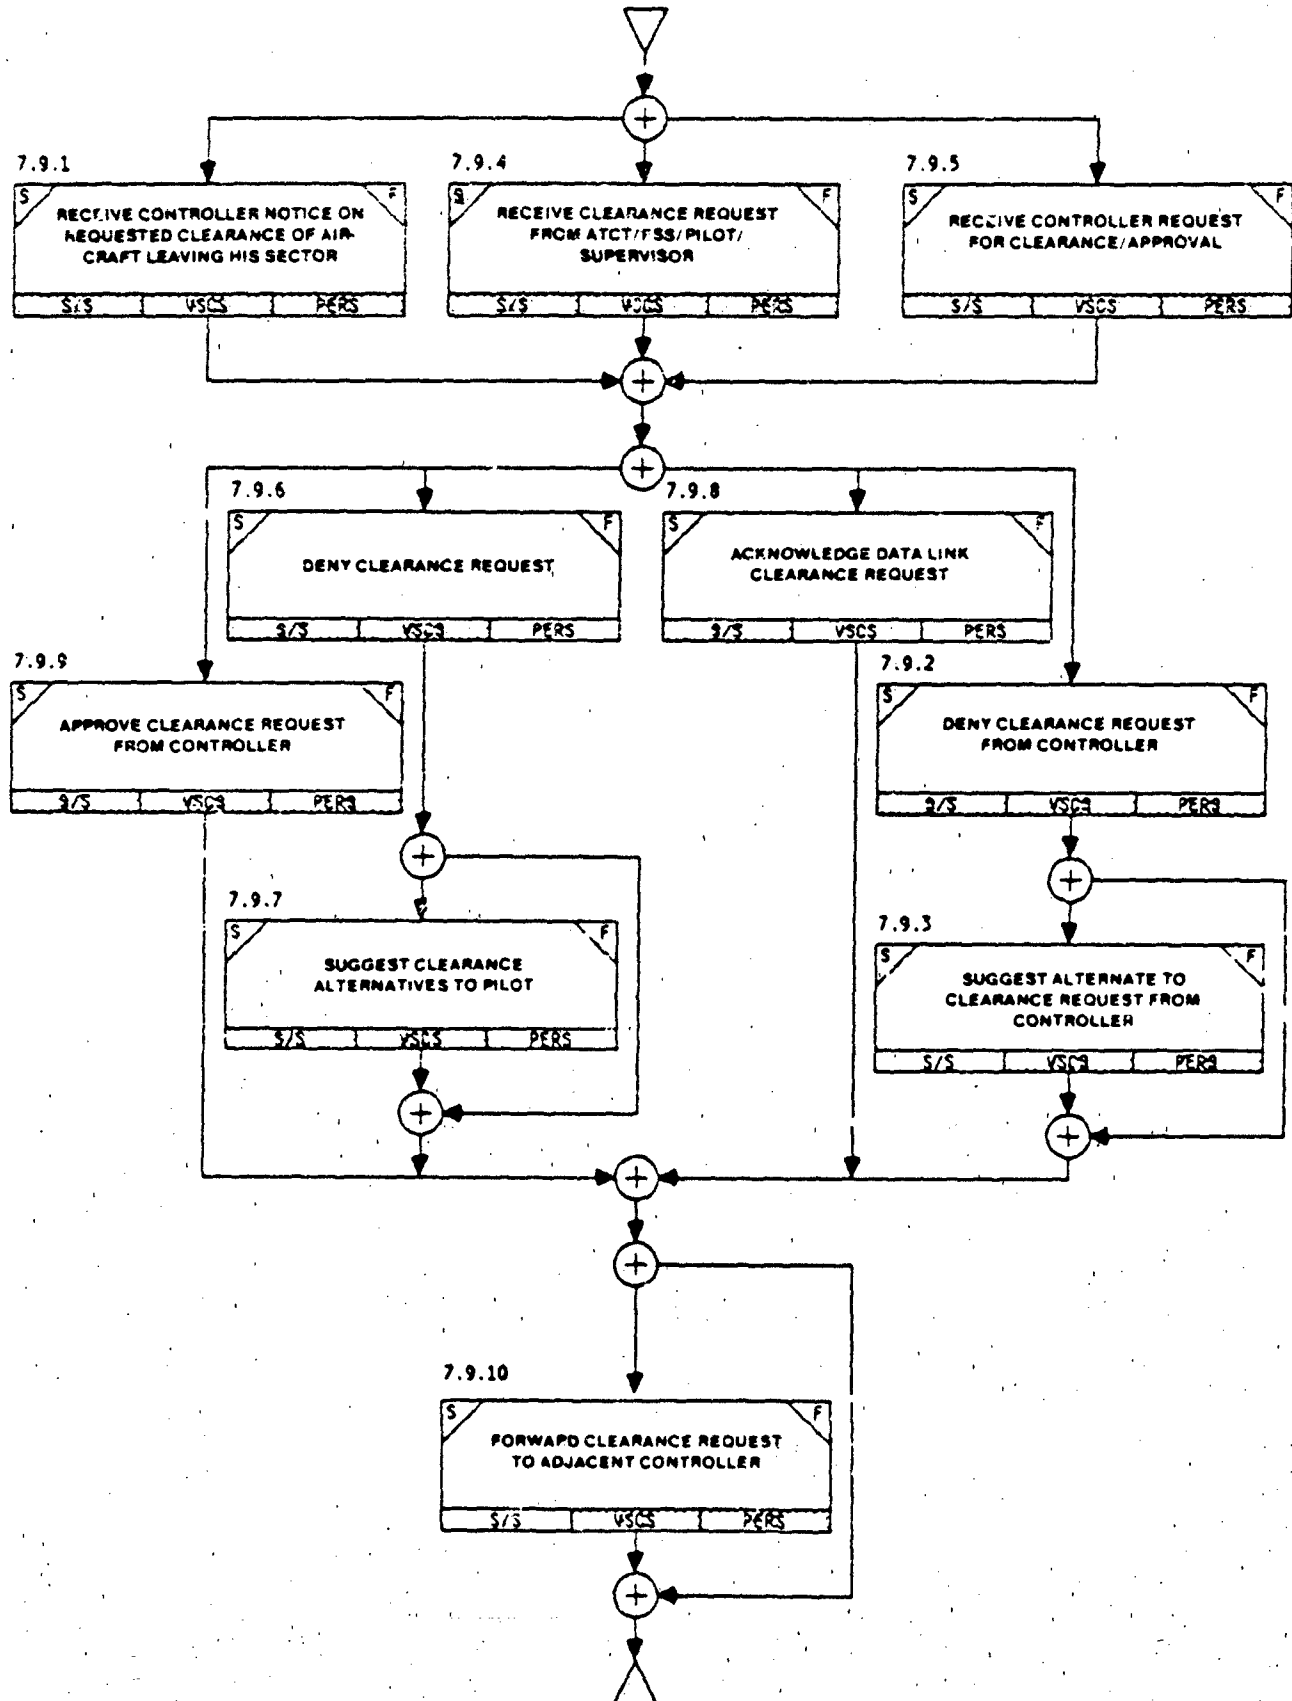 7.9.1
S F
RECEIVE CONTROLLER NOTICE ON
REQUESTED CLEARANCE OF AIR-
CRAFT LEAVING HIS SECTOR
S/S VSCS PERS
7.9.4
S F
RECEIVE CLEARANCE REQUEST
FROM ATCT/FSS/PILOT/
SUPERVISOR
S/S VSCS PERS
7.9.5
S F
RECEIVE CONTROLLER REQUEST
FOR CLEARANCE/APPROVAL
S/S VSCS PERS
7.9.6
S F
DENY CLEARANCE REQUEST
S/S VSCS PERS
7.9.8
S F
ACKNOWLEDGE DATA LINK
CLEARANCE REQUEST
S/S VSCS PERS
7.9.9
S F
APPROVE CLEARANCE REQUEST
FROM CONTROLLER
S/S VSCS PERS
7.9.2
S F
DENY CLEARANCE REQUEST
FROM CONTROLLER
S/S VSCS PERS
7.9.7
S F
SUGGEST CLEARANCE
ALTERNATIVES TO PILOT
S/S VSCS PERS
7.9.3
S F
SUGGEST ALTERNATE TO
CLEARANCE REQUEST FROM
CONTROLLER
S/S VSCS PERS
7.9.10
S F
FORWARD CLEARANCE REQUEST
TO ADJACENT CONTROLLER
S/S VSCS PERS